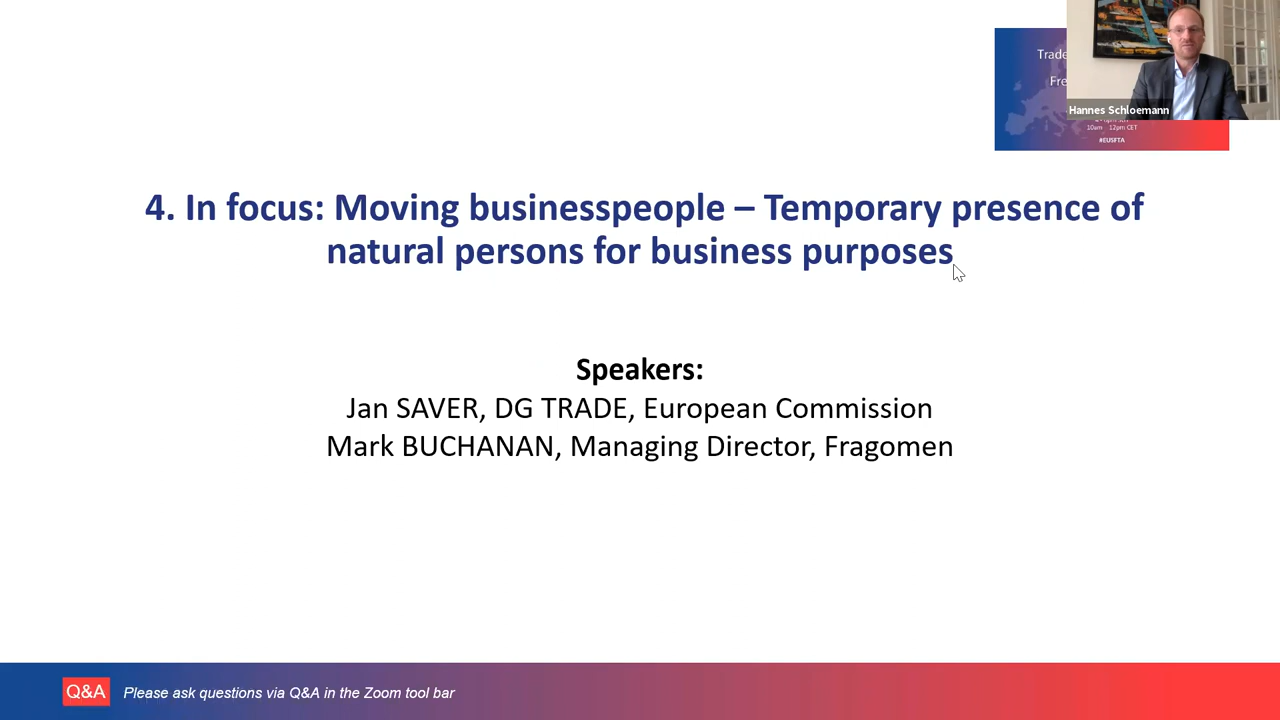 Trade
Fre
Hannes Schloemann
10am 12pm CET
#EUSFTA
4. In focus: Moving businesspeople – Temporary presence of
natural persons for business purposes
Speakers:
Jan SAVER, DG TRADE, European Commission
Mark BUCHANAN, Managing Director, Fragomen
Q&A Please ask questions via Q&A in the Zoom tool bar